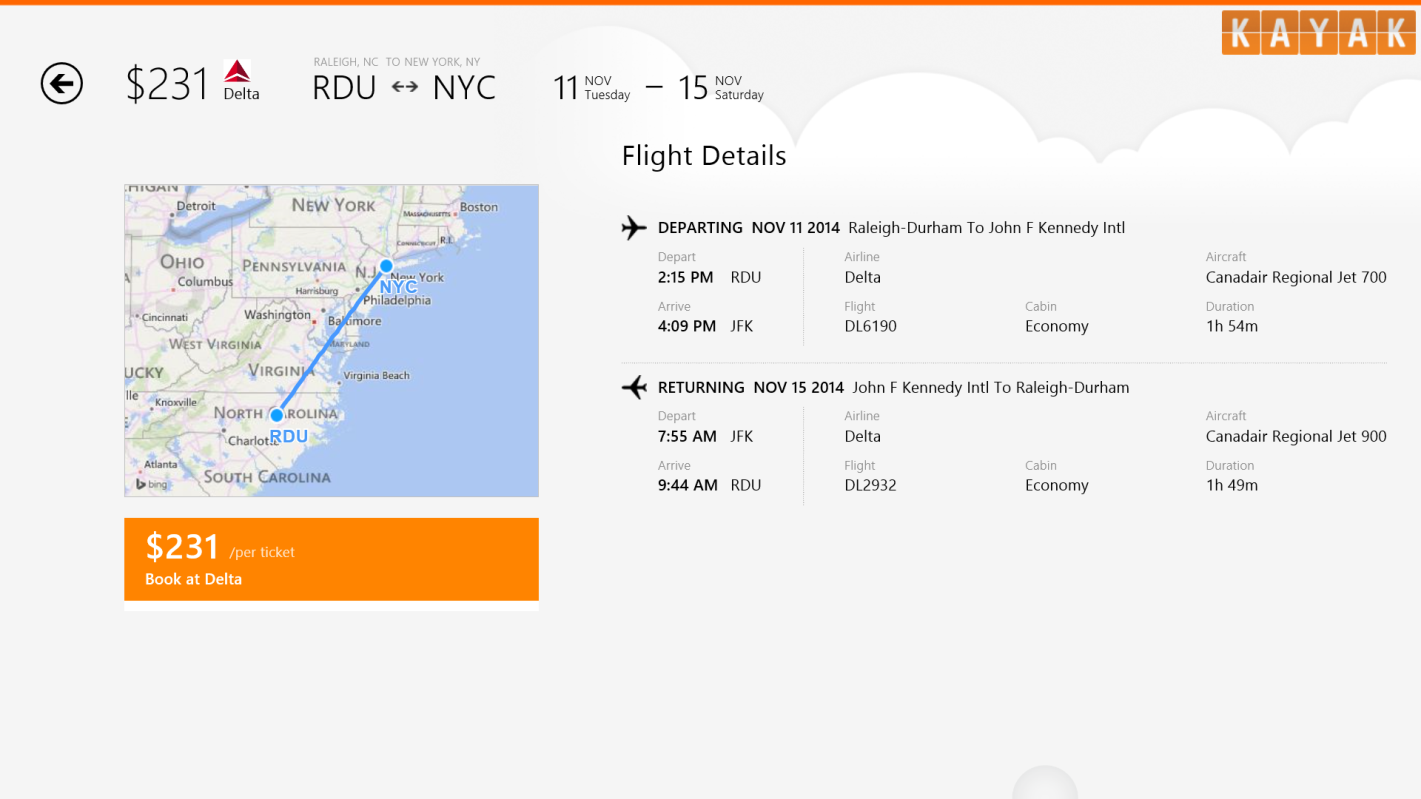 KAYAK
$231 Delta
RALEIGH, NC TO NEW YORK, NY
RDU ↔ NYC
11 NOV Tuesday – 15 NOV Saturday
Flight Details
DEPARTING NOV 11 2014 Raleigh-Durham To John F Kennedy Intl
Depart Airline Aircraft
2:15 PM RDU Delta Canadair Regional Jet 700
Arrive Flight Cabin Duration
4:09 PM JFK DL6190 Economy 1h 54m
RETURNING NOV 15 2014 John F Kennedy Intl To Raleigh-Durham
Depart Airline Aircraft
7:55 AM JFK Delta Canadair Regional Jet 900
Arrive Flight Cabin Duration
9:44 AM RDU DL2932 Economy 1h 49m
HIGAN
Detroit
NEW YORK
MASSACHUSETTS
Boston
CONNECTICUT R.I.
OHIO
PENNSYLVANIA
N.J.
New York
NYC
Columbus
Harrisburg
Philadelphia
Cincinnati
Washington
Baltimore
MARYLAND
WEST VIRGINIA
UCKY
VIRGINIA
Virginia Beach
lle
Knoxville
NORTH CAROLINA
Charlotte
RDU
Atlanta
SOUTH CAROLINA
bing
$231 /per ticket
Book at Delta